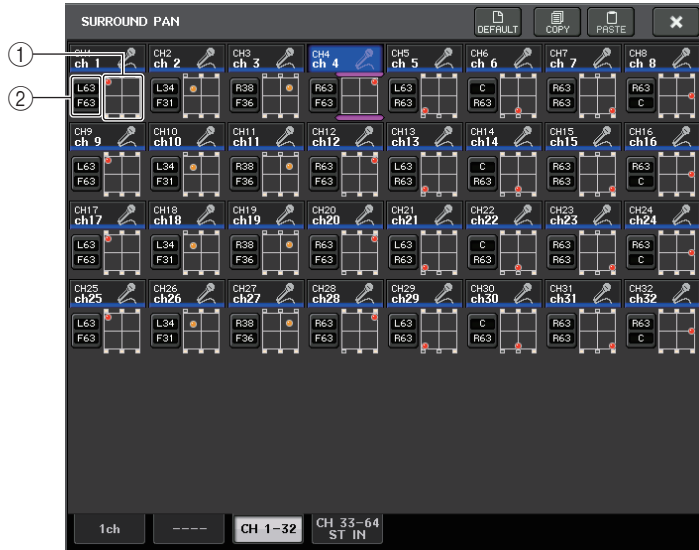 SURROUND PAN
DEFAULT
COPY
PASTE
①
②
CH1 CH2 CH3 CH4 CH5 CH6 CH7 CH8
ch 1 ch 2 ch 3 ch 4 ch 5 ch 6 ch 7 ch 8
L63 L34 R38 R63 L63 C R63 R63
F63 F31 F36 F63 R63 R63 R63 C
CH9 CH10 CH11 CH12 CH13 CH14 CH15 CH16
ch 9 ch10 ch11 ch12 ch13 ch14 ch15 ch16
L63 L34 R38 R63 L63 C R63 R63
F63 F31 F36 F63 R63 R63 R63 C
CH17 CH18 CH19 CH20 CH21 CH22 CH23 CH24
ch17 ch18 ch19 ch20 ch21 ch22 ch23 ch24
L63 L34 R38 R63 L63 C R63 R63
F63 F31 F36 F63 R63 R63 R63 C
CH25 CH26 CH27 CH28 CH29 CH30 CH31 CH32
ch25 ch26 ch27 ch28 ch29 ch30 ch31 ch32
L63 L34 R38 R63 L63 C R63 R63
F63 F31 F36 F63 R63 R63 R63 C
1ch
----
CH 1-32
CH 33-64
ST IN